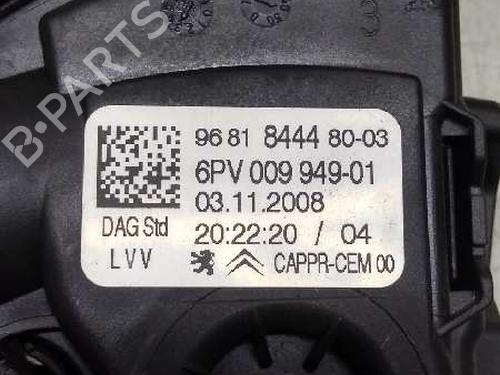 96 81 8444 80-03
6PV 009 949-01
03.11.2008
DAG Std
20:22:20 / 04
LVV
CAPPR-CEM 00